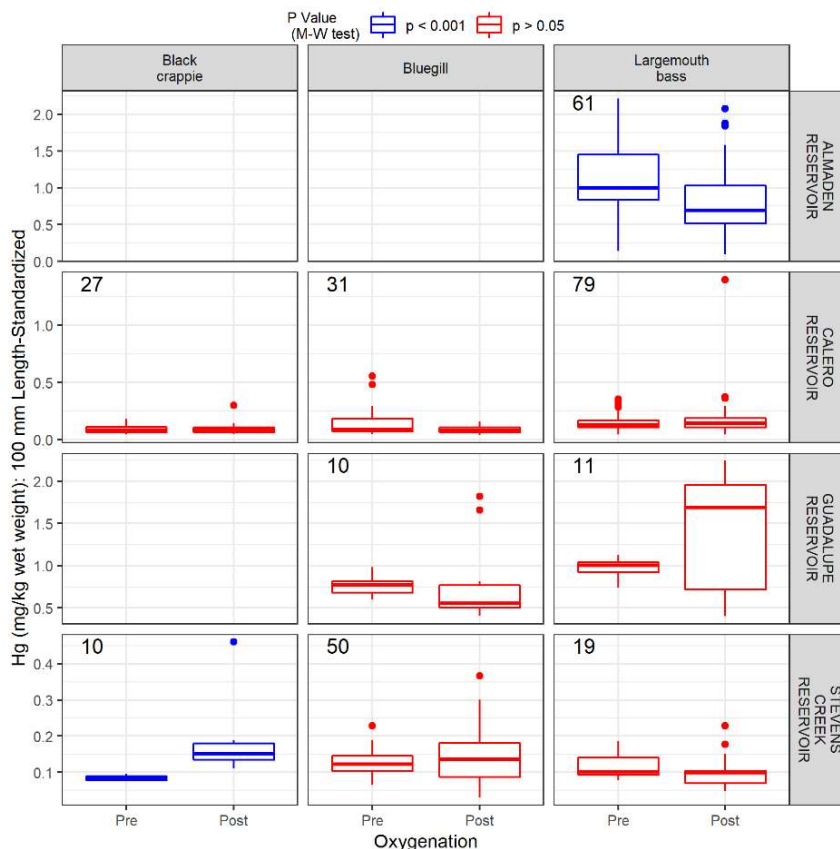 P Value
(M-W test)
p < 0.001
p > 0.05
Black
crappie
Bluegill
Largemouth
bass
Hg (mg/kg wet weight): 100 mm Length-Standardized
2.0
1.5
1.0
0.5
0.0
61
ALMADEN
RESERVOIR
1.0
0.5
0.0
27
31
79
CALERO
RESERVOIR
2.0
1.5
1.0
0.5
10
11
GUADALUPE
RESERVOIR
0.4
0.3
0.2
0.1
10
50
19
STEVENS
CREEK
RESERVOIR
Pre
Post
Pre
Post
Pre
Post
Oxygenation